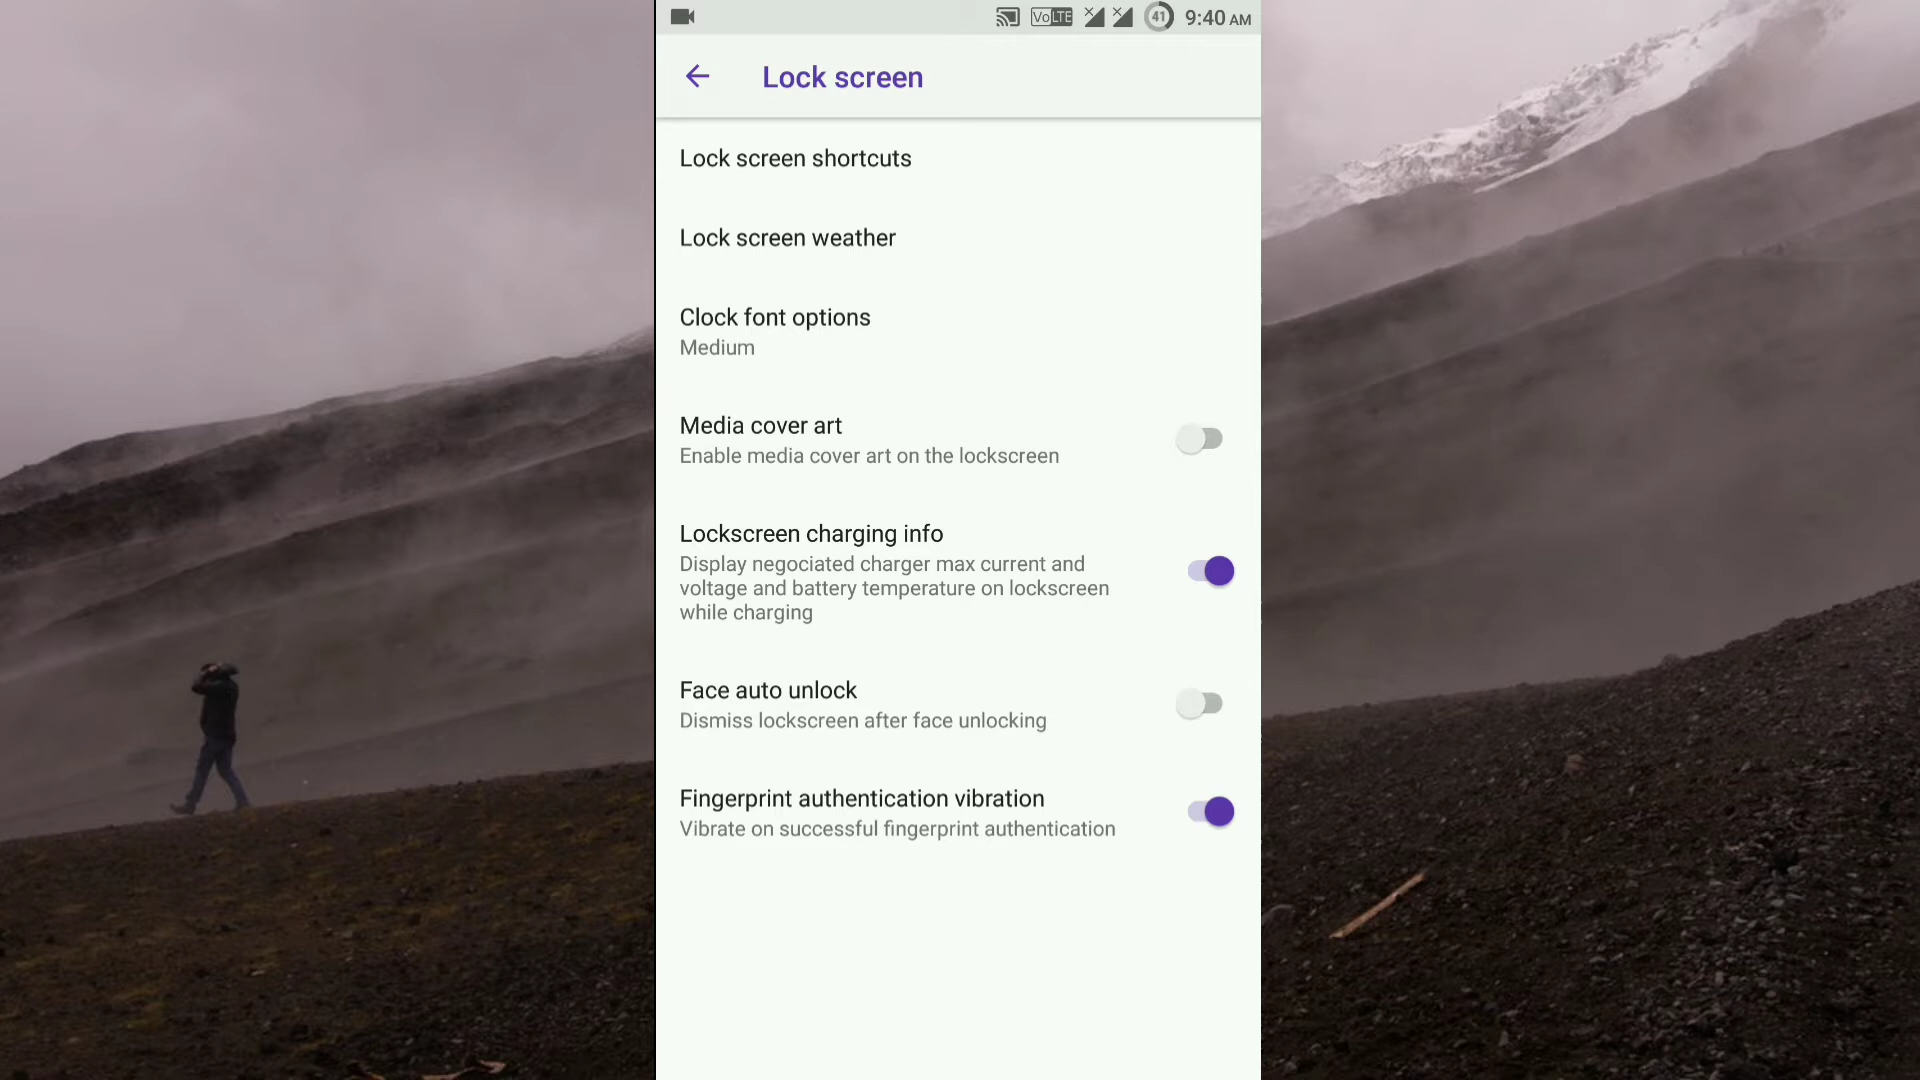 VoLTE 41 9:40 AM
Lock screen
Lock screen shortcuts
Lock screen weather
Clock font options
Medium
Media cover art
Enable media cover art on the lockscreen
Lockscreen charging info
Display negociated charger max current and
voltage and battery temperature on lockscreen
while charging
Face auto unlock
Dismiss lockscreen after face unlocking
Fingerprint authentication vibration
Vibrate on successful fingerprint authentication